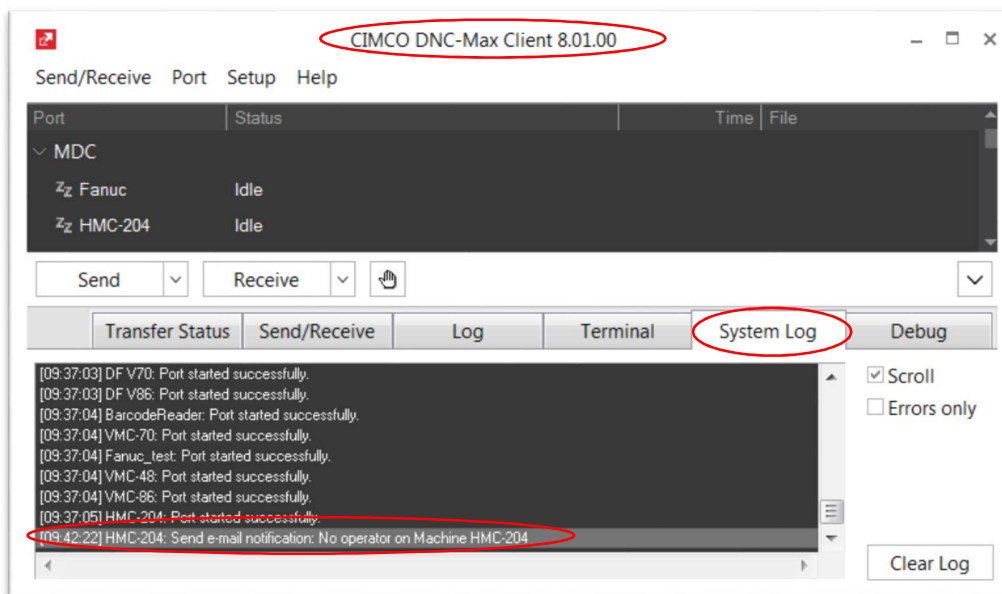 CIMCO DNC-Max Client 8.01.00
Send/Receive Port Setup Help
Port Status Time File
MDC
Fanuc Idle
HMC-204 Idle
Send Receive
Transfer Status Send/Receive Log Terminal System Log Debug
[09:37:03] DF V70: Port started successfully.
[09:37:03] DF V86: Port started successfully.
[09:37:04] BarcodeReader: Port started successfully.
[09:37:04] VMC-70: Port started successfully.
[09:37:04] Fanuc_test: Port started successfully.
[09:37:04] VMC-48: Port started successfully.
[09:37:04] VMC-86: Port started successfully.
[09:37:05] HMC-204: Port started successfully.
[09:42:22] HMC-204: Send e-mail notification: No operator on Machine HMC-204
Scroll
Errors only
Clear Log